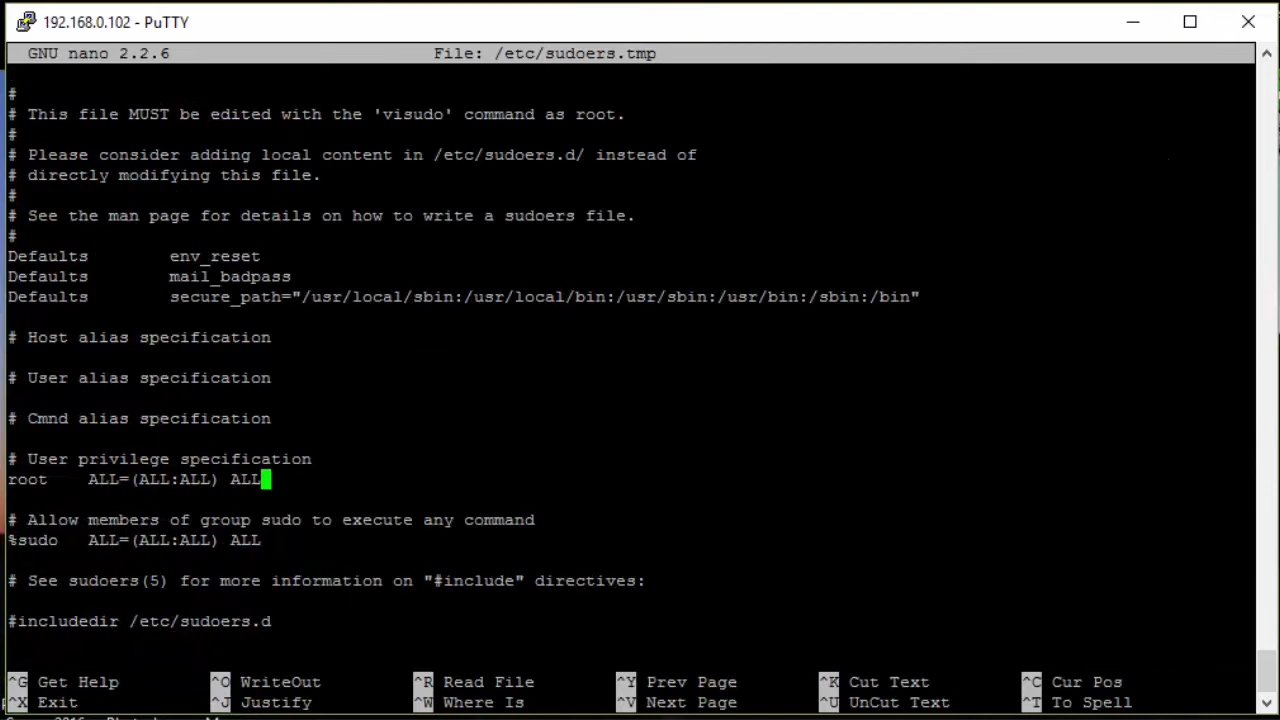 192.168.0.102 - PuTTY
GNU nano 2.2.6 File: /etc/sudoers.tmp
#
# This file MUST be edited with the 'visudo' command as root.
#
# Please consider adding local content in /etc/sudoers.d/ instead of
# directly modifying this file.
#
# See the man page for details on how to write a sudoers file.
#
Defaults env_reset
Defaults mail_badpass
Defaults secure_path="/usr/local/sbin:/usr/local/bin:/usr/sbin:/usr/bin:/sbin:/bin"
# Host alias specification
# User alias specification
# Cmnd alias specification
# User privilege specification
root ALL=(ALL:ALL) ALL
# Allow members of group sudo to execute any command
%sudo ALL=(ALL:ALL) ALL
# See sudoers(5) for more information on "#include" directives:
#includedir /etc/sudoers.d
^G Get Help ^O WriteOut ^R Read File ^Y Prev Page ^K Cut Text ^C Cur Pos
^X Exit ^J Justify ^W Where Is ^V Next Page ^U UnCut Text ^T To Spell